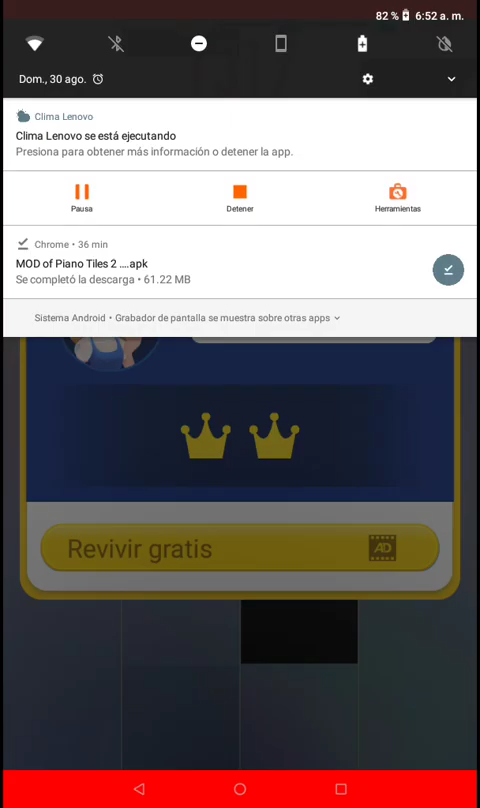 82 % 6:52 a. m.
Dom., 30 ago.
Clima Lenovo
Clima Lenovo se está ejecutando
Presiona para obtener más información o detener la app.
Pausa Detener Herramientas
Chrome • 36 min
MOD of Piano Tiles 2 ....apk
Se completó la descarga • 61.22 MB
Sistema Android • Grabador de pantalla se muestra sobre otras apps
Revivir gratis AD